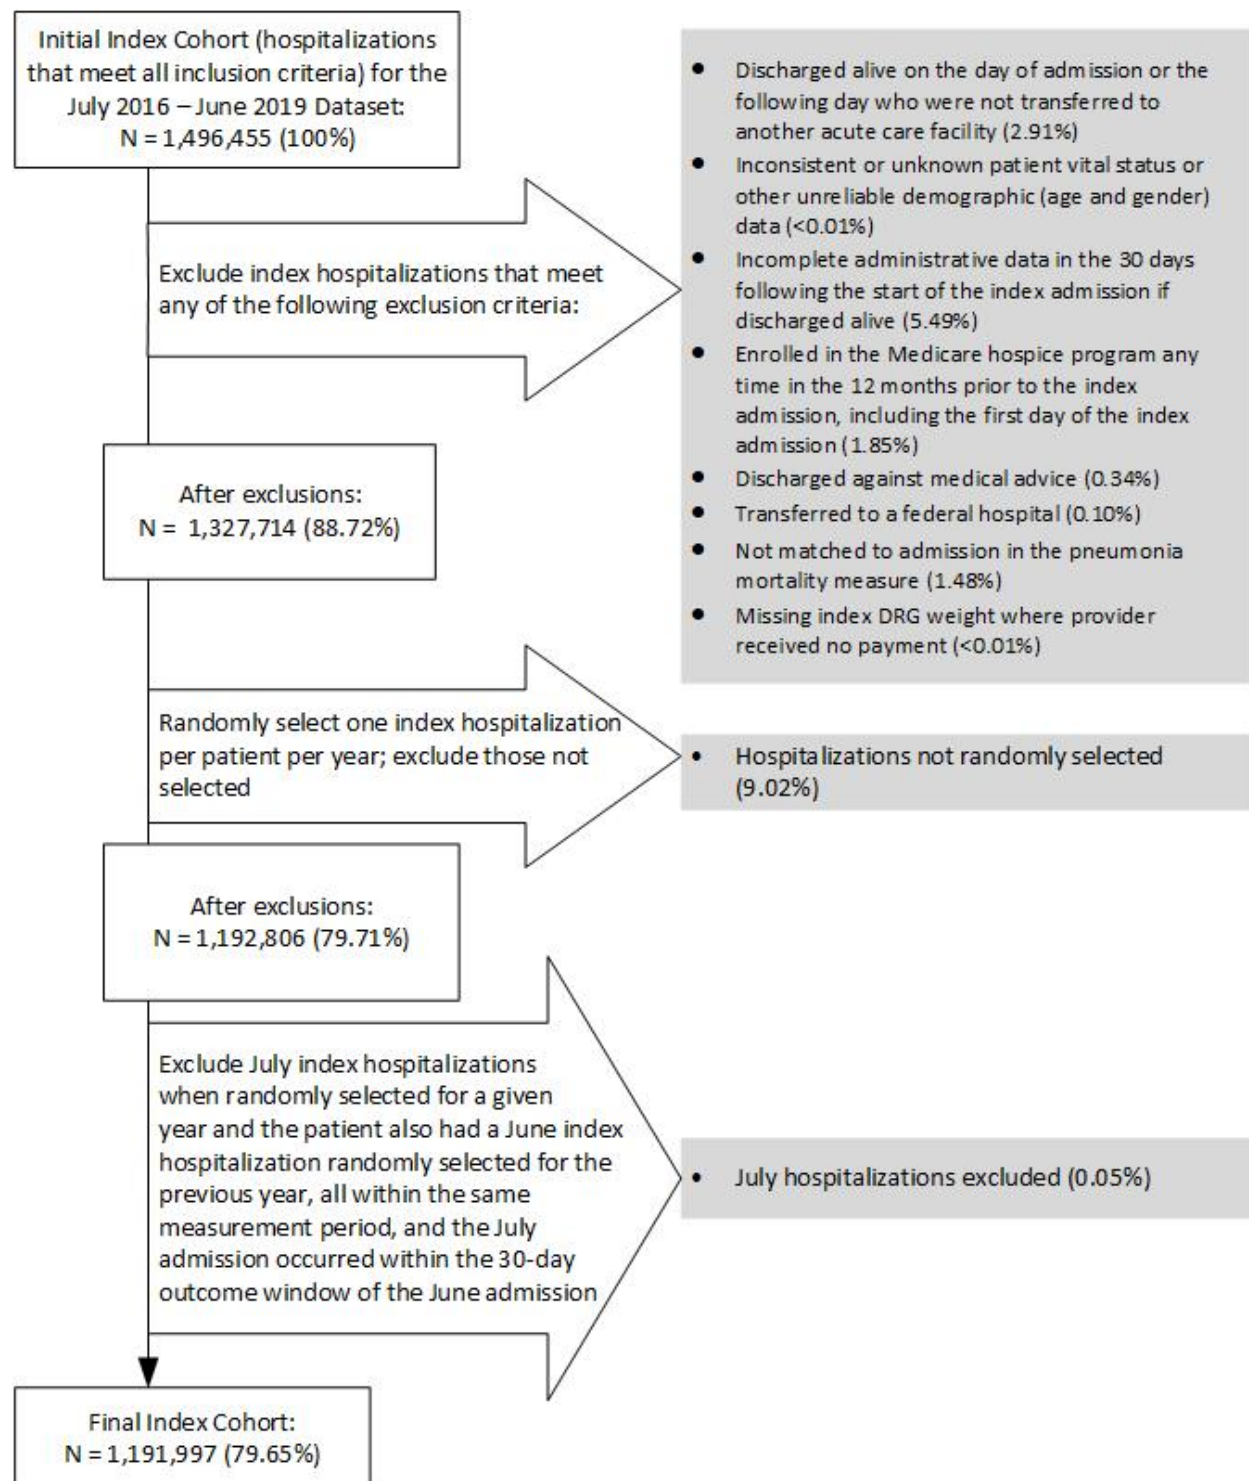 Initial Index Cohort (hospitalizations
that meet all inclusion criteria) for the
July 2016 – June 2019 Dataset:
N = 1,496,455 (100%)
Exclude index hospitalizations that meet
any of the following exclusion criteria:
• Discharged alive on the day of admission or the
following day who were not transferred to
another acute care facility (2.91%)
• Inconsistent or unknown patient vital status or
other unreliable demographic (age and gender)
data (<0.01%)
• Incomplete administrative data in the 30 days
following the start of the index admission if
discharged alive (5.49%)
• Enrolled in the Medicare hospice program any
time in the 12 months prior to the index
admission, including the first day of the index
admission (1.85%)
• Discharged against medical advice (0.34%)
• Transferred to a federal hospital (0.10%)
• Not matched to admission in the pneumonia
mortality measure (1.48%)
• Missing index DRG weight where provider
received no payment (<0.01%)
After exclusions:
N = 1,327,714 (88.72%)
Randomly select one index hospitalization
per patient per year; exclude those not
selected
• Hospitalizations not randomly selected
(9.02%)
After exclusions:
N = 1,192,806 (79.71%)
Exclude July index hospitalizations
when randomly selected for a given
year and the patient also had a June index
hospitalization randomly selected for the
previous year, all within the same
measurement period, and the July
admission occurred within the 30-day
outcome window of the June admission
• July hospitalizations excluded (0.05%)
Final Index Cohort:
N = 1,191,997 (79.65%)